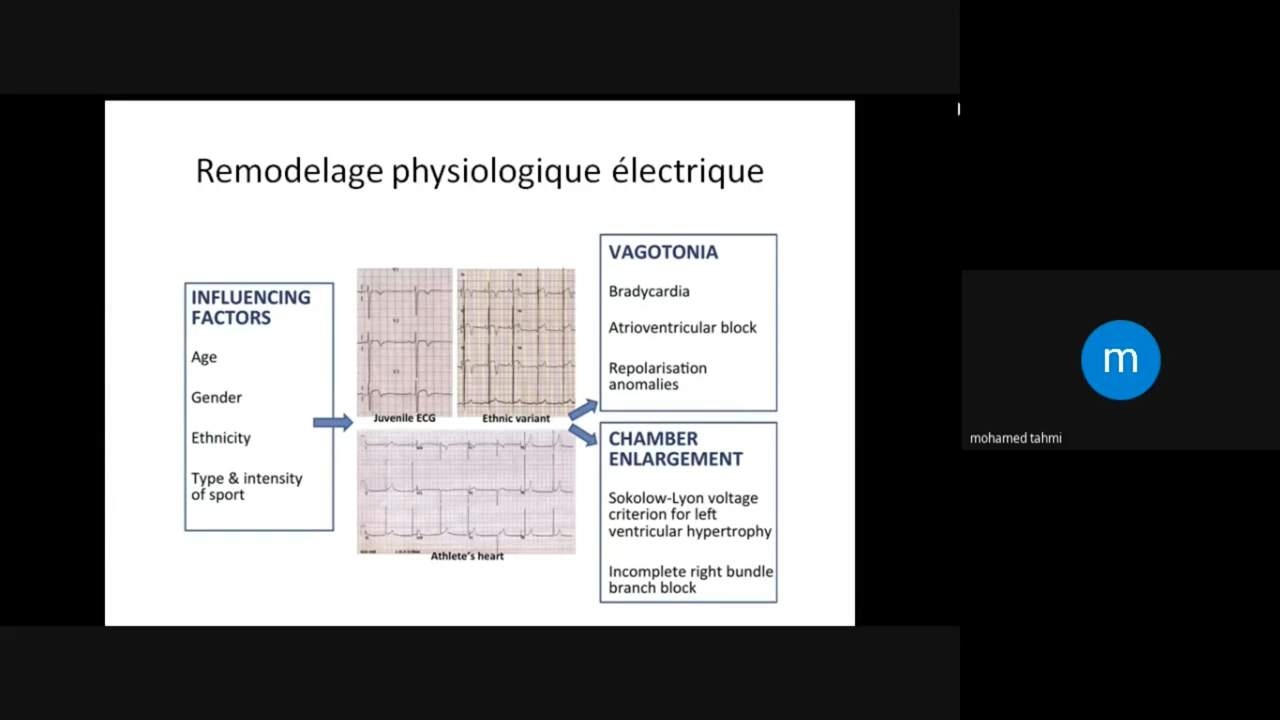 Remodelage physiologique électrique
INFLUENCING
FACTORS
Age
Gender
Ethnicity
Type & intensity
of sport
Juvenile ECG
Ethnic variant
Athlete's heart
VAGOTONIA
Bradycardia
Atrioventricular block
Repolarisation
anomalies
CHAMBER
ENLARGEMENT
Sokolow-Lyon voltage
criterion for left
ventricular hypertrophy
Incomplete right bundle
branch block
m
mohamed tahmi